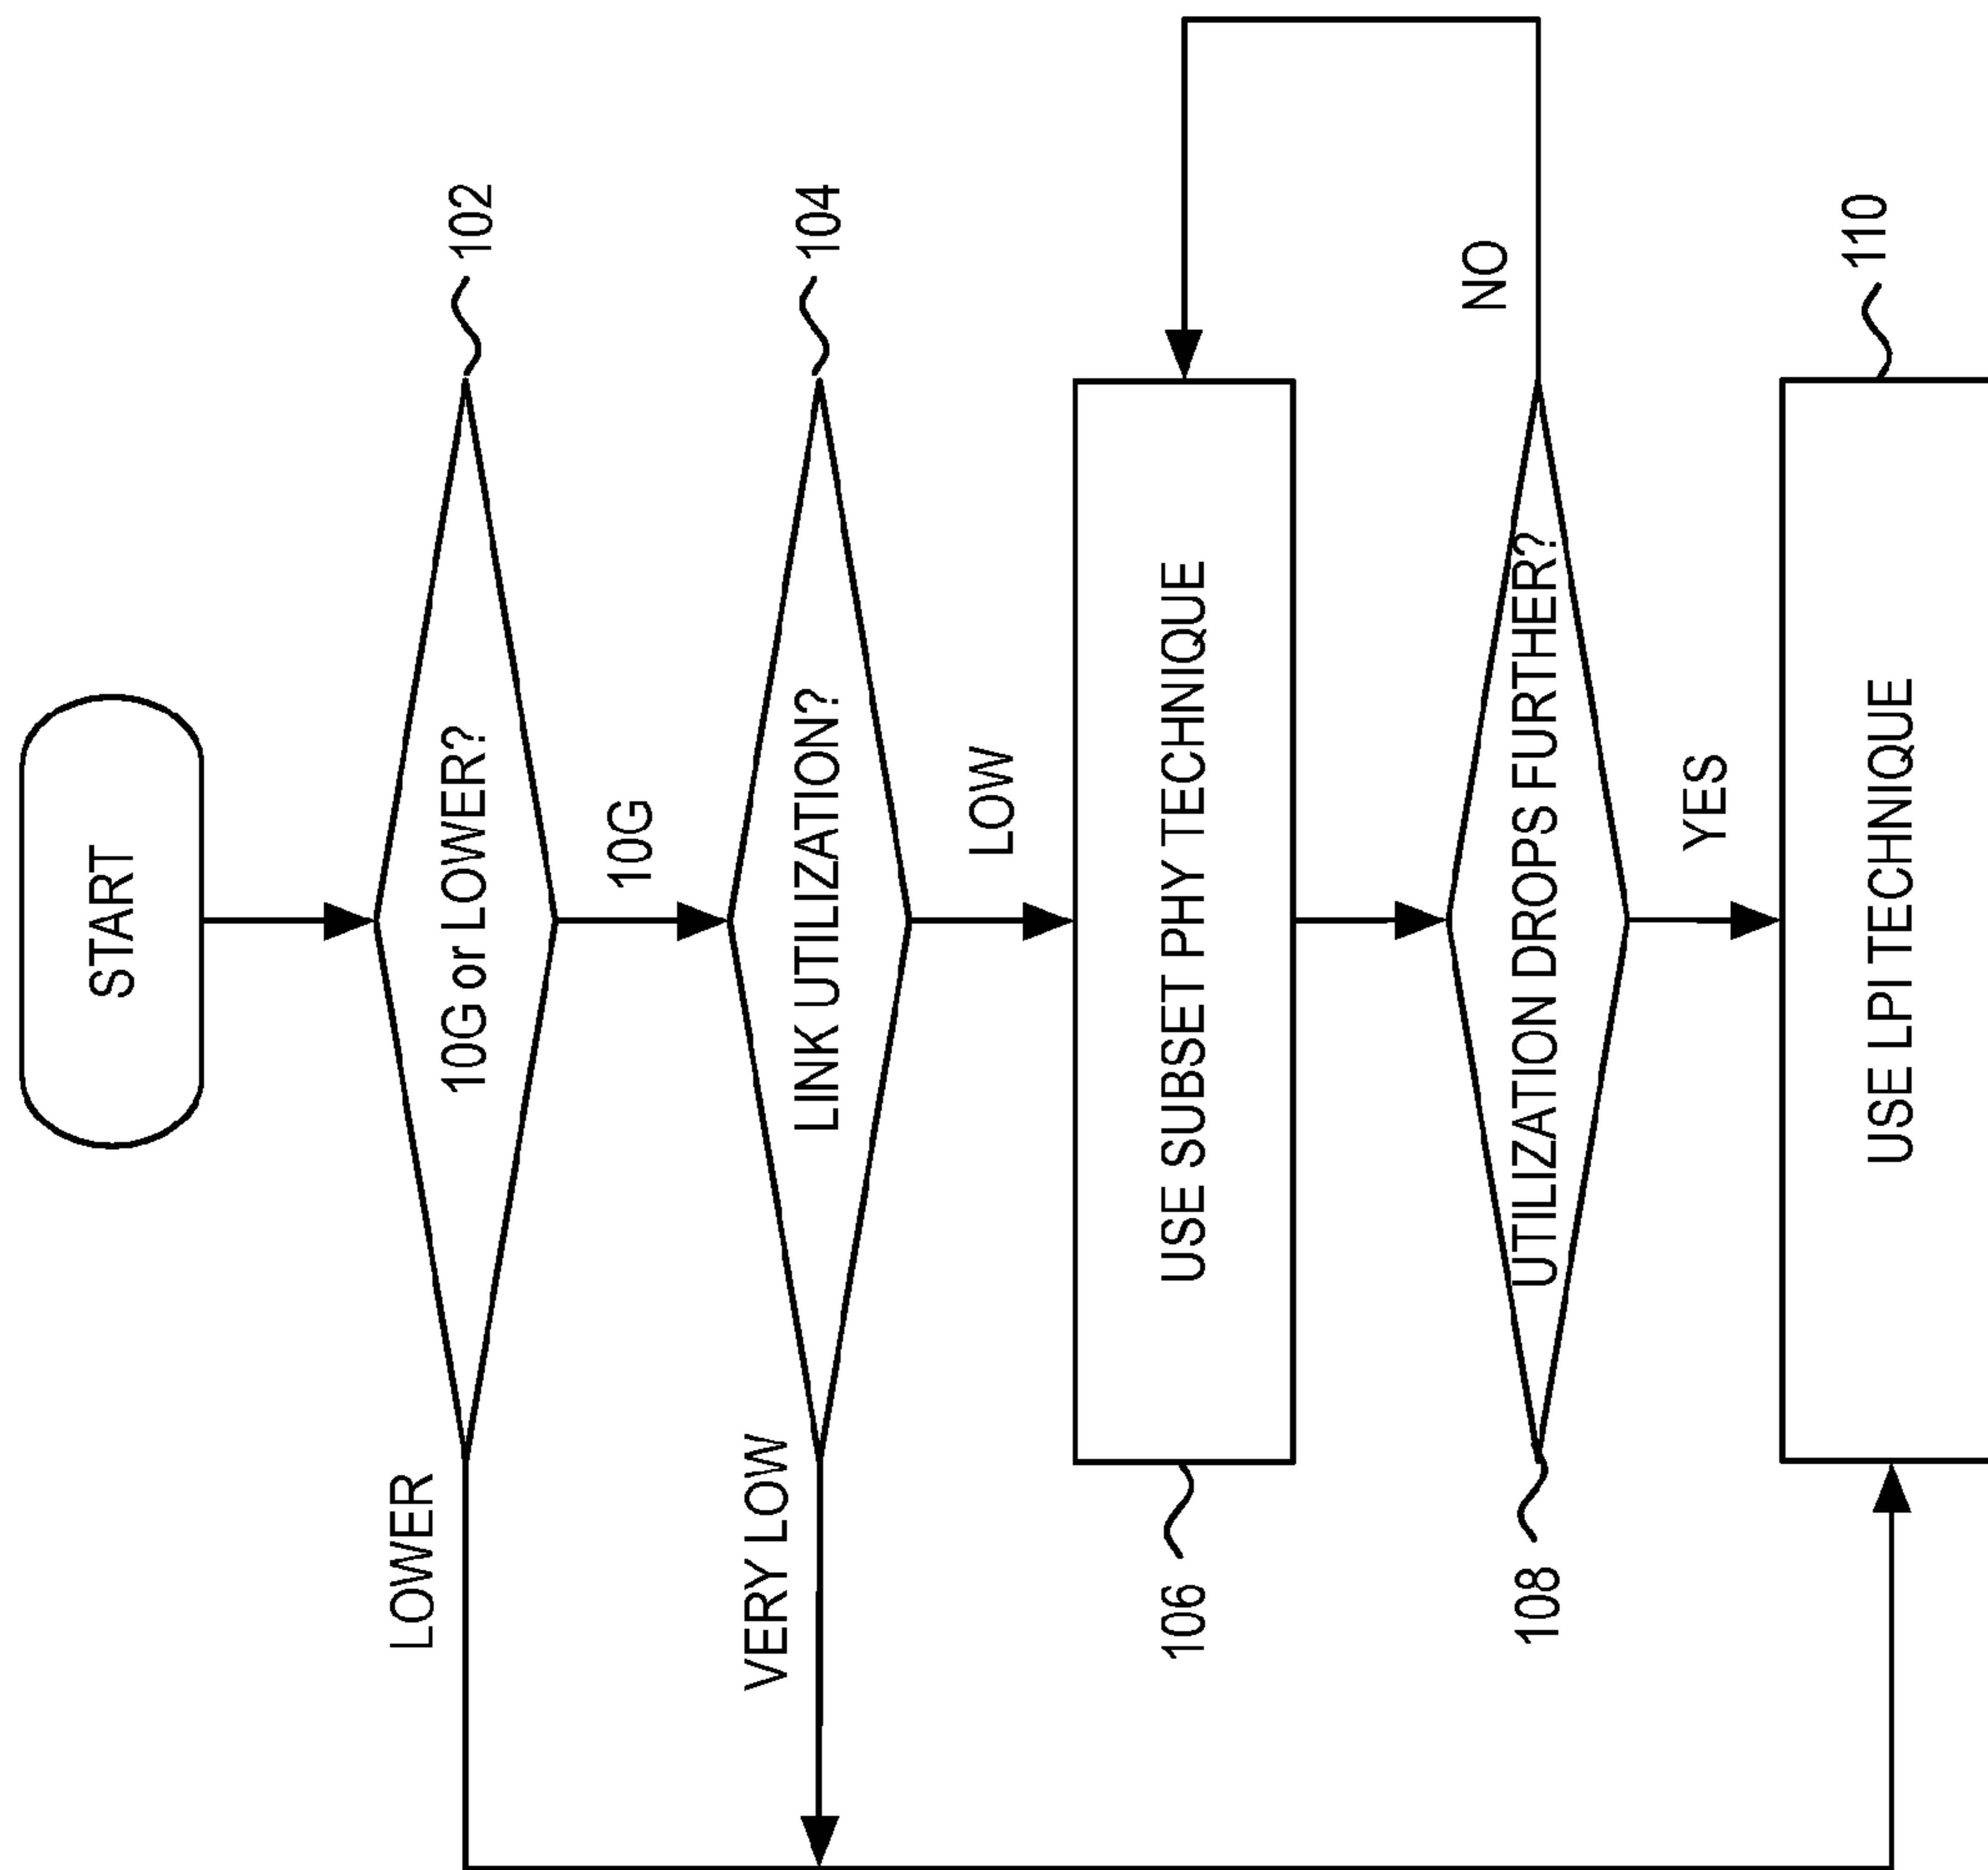 START
10G or LOWER?
102
LOWER
10G
LINK UTILIZATION?
104
VERY LOW
LOW
USE SUBSET PHY TECHNIQUE
106
UTILIZATION DROPS FURTHER?
108
NO
YES
USE LPI TECHNIQUE
110